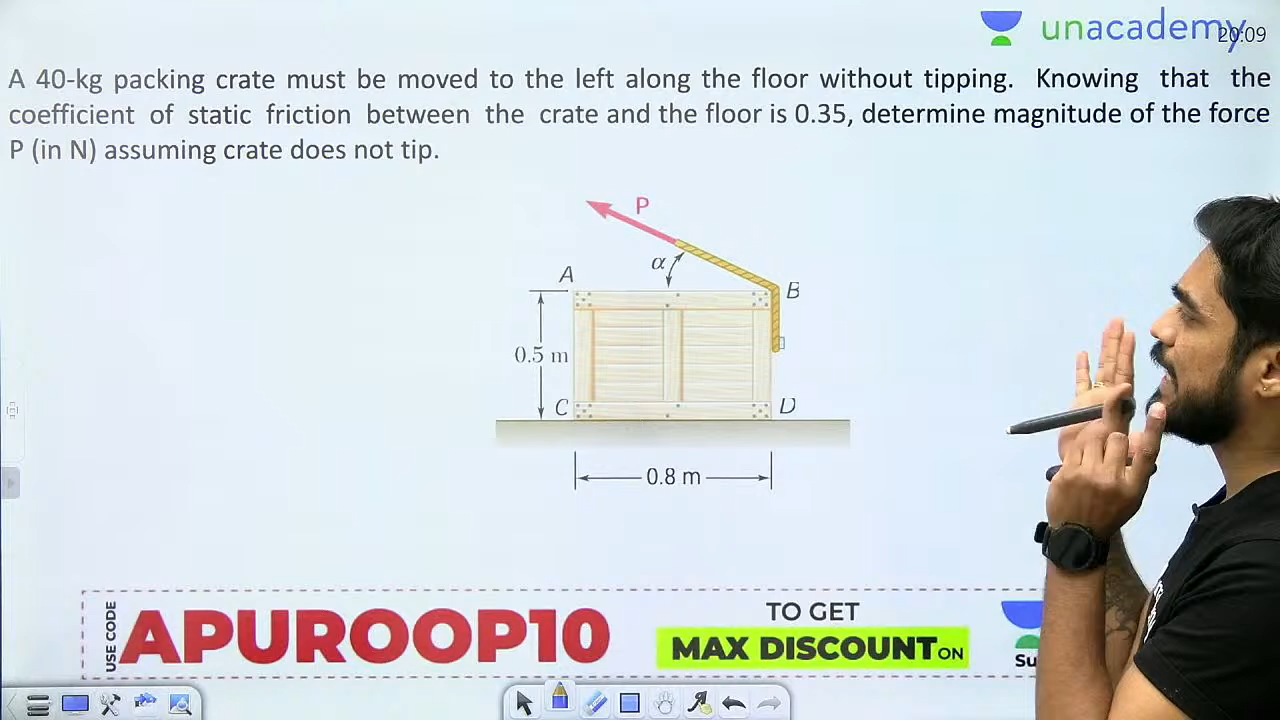 unacademy
20:09
A 40-kg packing crate must be moved to the left along the floor without tipping. Knowing that the
coefficient of static friction between the crate and the floor is 0.35, determine magnitude of the force
P (in N) assuming crate does not tip.
P
α
A
B
0.5 m
C
D
0.8 m
USE CODE
APUROOP10
TO GET
MAX DISCOUNT ON
Su